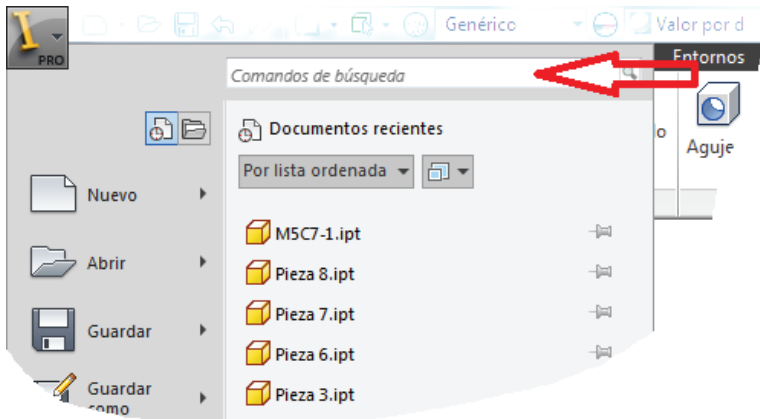 Genérico
Valor por d
PRO
Entornos
Comandos de búsqueda
Documentos recientes
Por lista ordenada
Aguje
Nuevo
M5C7-1.ipt
Abrir
Pieza 8.ipt
Pieza 7.ipt
Guardar
Pieza 6.ipt
Guardar
como
Pieza 3.ipt